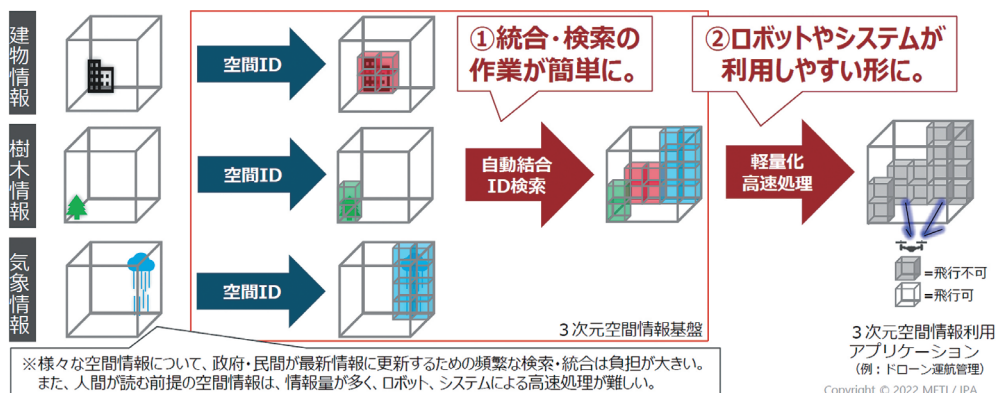 建物情報
空間ID
①統合・検索の
作業が簡単に。
②ロボットやシステムが
利用しやすい形に。
樹木情報
空間ID
自動結合
ID検索
軽量化
高速処理
気象情報
空間ID
3次元空間情報基盤
=飛行不可
=飛行可
3次元空間情報利用
アプリケーション
(例:ドローン運航管理)
※様々な空間情報について、政府・民間が最新情報に更新するための頻繁な検索・統合は負担が大きい。
また、人間が読む前提の空間情報は、情報量が多く、ロボット、システムによる高速処理が難しい。
Copyright © 2022 METI / IPA